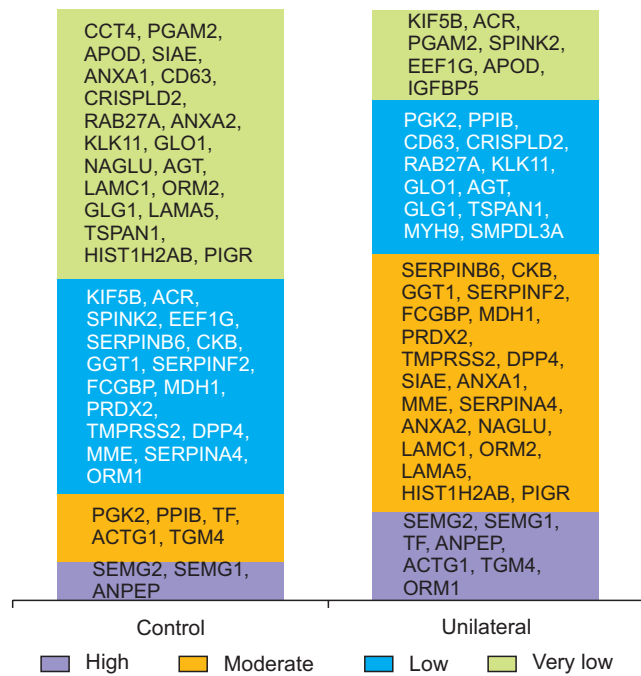 CCT4, PGAM2,
APOD, SIAE,
ANXA1, CD63,
CRISPLD2,
RAB27A, ANXA2,
KLK11, GLO1,
NAGLU, AGT,
LAMC1, ORM2,
GLG1, LAMA5,
TSPAN1,
HIST1H2AB, PIGR
KIF5B, ACR,
SPINK2, EEF1G,
SERPINB6, CKB,
GGT1, SERPINF2,
FCGBP, MDH1,
PRDX2,
TMPRSS2, DPP4,
MME, SERPINA4,
ORM1
PGK2, PPIB, TF,
ACTG1, TGM4
SEMG2, SEMG1,
ANPEP
KIF5B, ACR,
PGAM2, SPINK2,
EEF1G, APOD,
IGFBP5
PGK2, PPIB,
CD63, CRISPLD2,
RAB27A, KLK11,
GLO1, AGT,
GLG1, TSPAN1,
MYH9, SMPDL3A
SERPINB6, CKB,
GGT1, SERPINF2,
FCGBP, MDH1,
PRDX2,
TMPRSS2, DPP4,
SIAE, ANXA1,
MME, SERPINA4,
ANXA2, NAGLU,
LAMC1, ORM2,
LAMA5,
HIST1H2AB, PIGR
SEMG2, SEMG1,
TF, ANPEP,
ACTG1, TGM4,
ORM1
Control Unilateral
High Moderate Low Very low